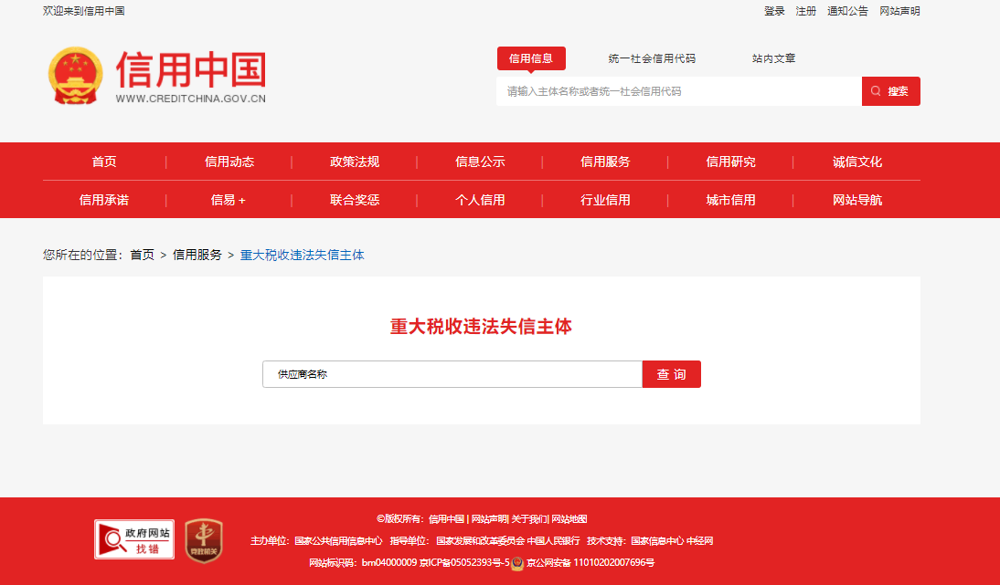 欢迎来到信用中国
登录 注册 通知公告 网站声明
信用中国
WWW.CREDITCHINA.GOV.CN
信用信息 统一社会信用代码 站内文章
请输入主体名称或者统一社会信用代码 搜索
首页 | 信用动态 | 政策法规 | 信息公示 | 信用服务 | 信用研究 | 诚信文化
信用承诺 | 信易 + | 联合奖惩 | 个人信用 | 行业信用 | 城市信用 | 网站导航
您所在的位置：首页 > 信用服务 > 重大税收违法失信主体
重大税收违法失信主体
供应商名称 查 询
政府网站
找错
党政机关
©版权所有：信用中国 | 网站声明| 关于我们| 网站地图
主办单位：国家公共信用信息中心 指导单位： 国家发展和改革委员会 中国人民银行 技术支持：国家信息中心 中经网
网站标识码：bm04000009 京ICP备05052393号-5 京公网安备 11010202007696号